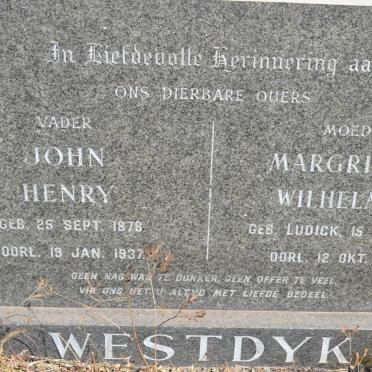 In Liefdevolle Herinnering aa
ONS DIERBARE OUERS
VADER
JOHN
HENRY
GEB. 25 SEPT. 1878
OORL. 19 JAN. 1937
MOED
MARGRI
WILHEL
GEB. LUDICK, 15
OORL. 12 OKT.
GEEN NAG WAS TE DONKER, GEEN OFFER TE VEEL,
VIR ONS HET U ALTYD MET LIEFDE BEDEEL
WESTDYK